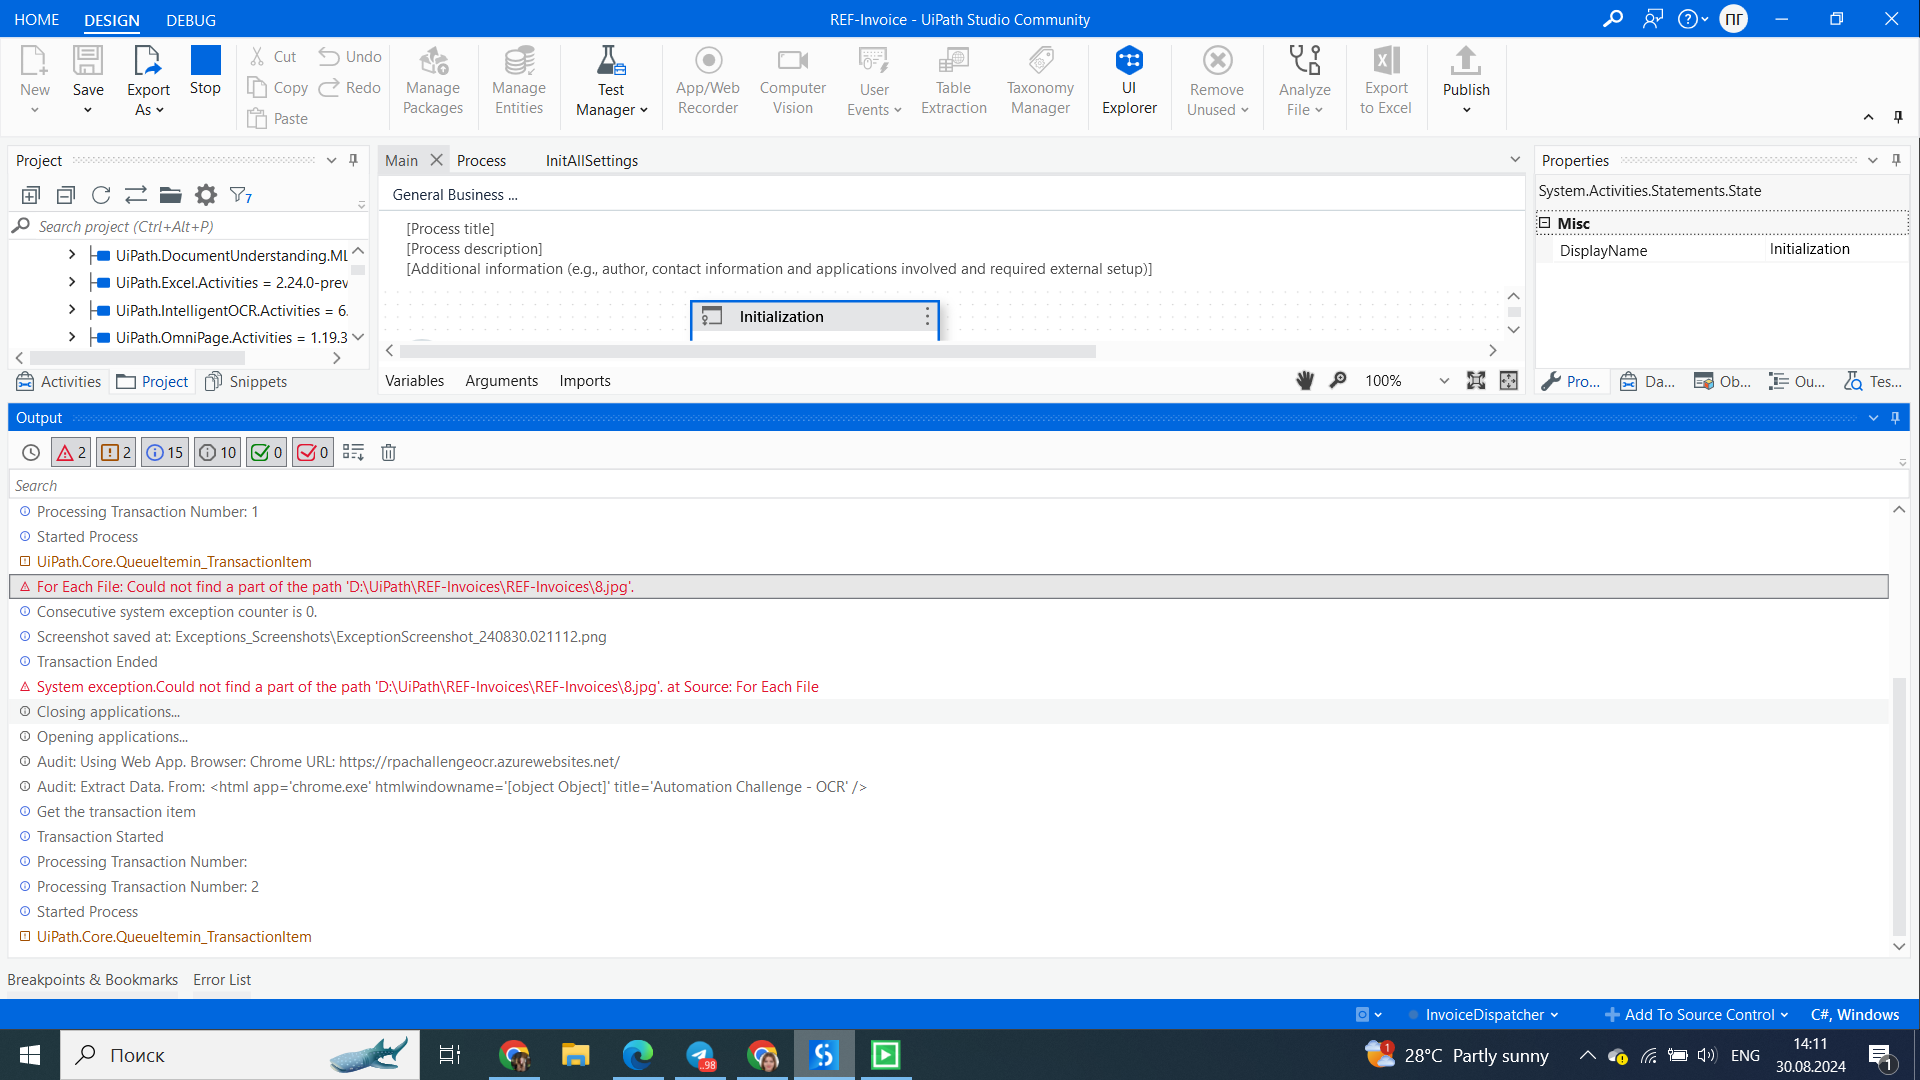 HOME DESIGN DEBUG REF-Invoice - UiPath Studio Community ПГ
New Save Export As Stop Cut Copy Paste Undo Redo Manage Packages Manage Entities Test Manager App/Web Recorder Computer Vision User Events Table Extraction Taxonomy Manager UI Explorer Remove Unused Analyze File Export to Excel Publish
Project
7
Search project (Ctrl+Alt+P)
UiPath.DocumentUnderstanding.ML
UiPath.Excel.Activities = 2.24.0-prev
UiPath.IntelligentOCR.Activities = 6.
UiPath.OmniPage.Activities = 1.19.3
Activities Project Snippets
Main Process InitAllSettings
General Business ...
[Process title]
[Process description]
[Additional information (e.g., author, contact information and applications involved and required external setup)]
Initialization
Variables Arguments Imports 100%
Properties
System.Activities.Statements.State
Misc
DisplayName Initialization
Pro... Da... Ob... Ou... Tes...
Output
2 2 15 10 0 0
Search
Processing Transaction Number: 1
Started Process
UiPath.Core.QueueItemin_TransactionItem
For Each File: Could not find a part of the path 'D:\UiPath\REF-Invoices\REF-Invoices\8.jpg'.
Consecutive system exception counter is 0.
Screenshot saved at: Exceptions_Screenshots\ExceptionScreenshot_240830.021112.png
Transaction Ended
System exception.Could not find a part of the path 'D:\UiPath\REF-Invoices\REF-Invoices\8.jpg'. at Source: For Each File
Closing applications...
Opening applications...
Audit: Using Web App. Browser: Chrome URL: https://rpachallengeocr.azurewebsites.net/
Audit: Extract Data. From: <html app='chrome.exe' htmlwindowname='[object Object]' title='Automation Challenge - OCR' />
Get the transaction item
Transaction Started
Processing Transaction Number:
Processing Transaction Number: 2
Started Process
UiPath.Core.QueueItemin_TransactionItem
Breakpoints & Bookmarks Error List
InvoiceDispatcher Add To Source Control C#, Windows
Поиск ..98 1 28°C Partly sunny ENG 14:11 30.08.2024 1